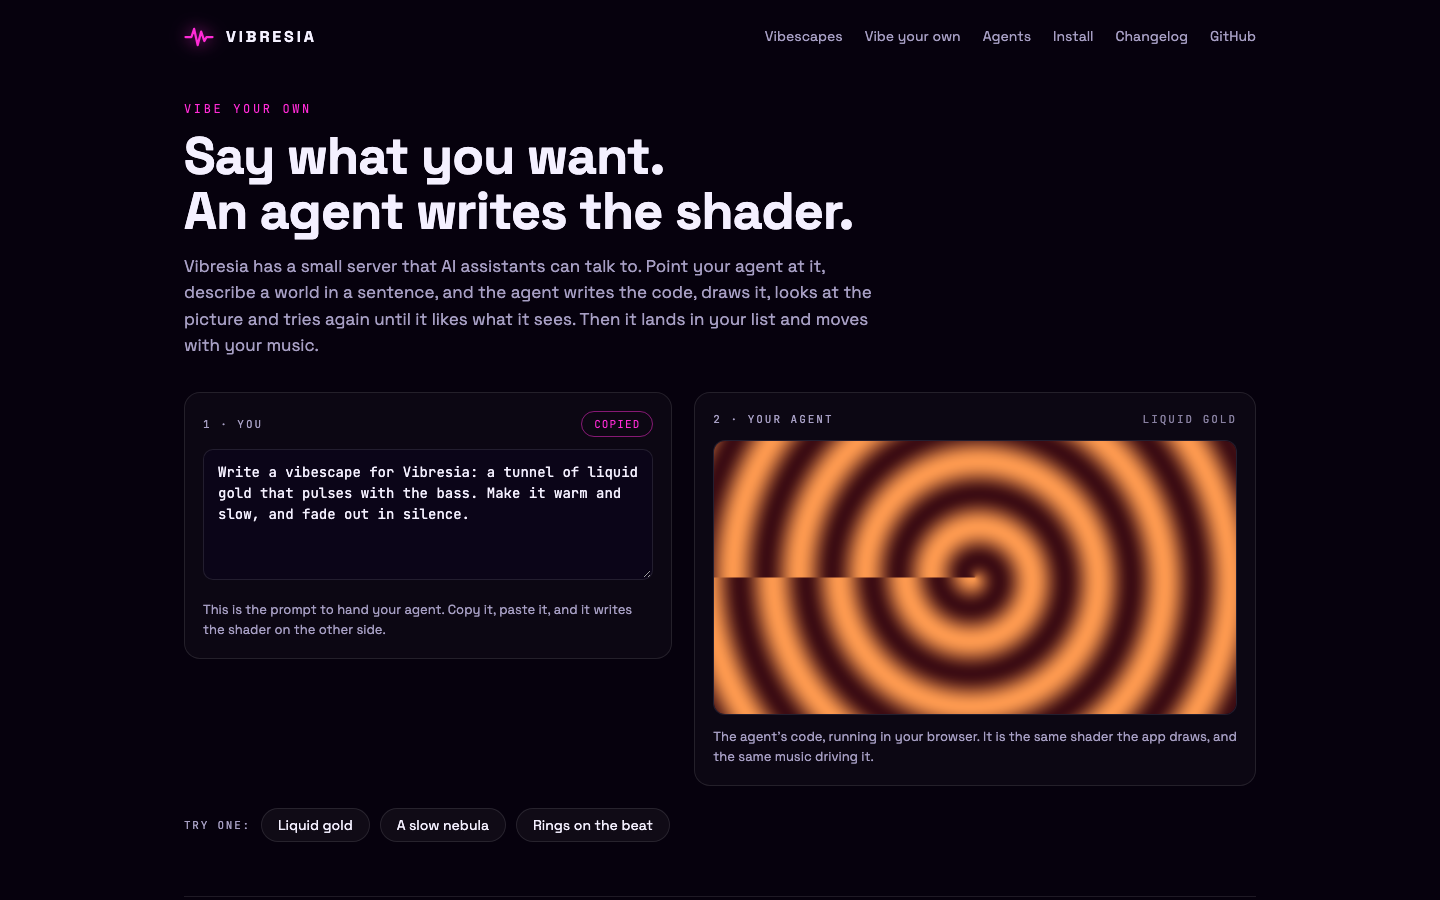 VIBRESIA
Vibescapes Vibe your own Agents Install Changelog GitHub
VIBE YOUR OWN
Say what you want.
An agent writes the shader.
Vibresia has a small server that AI assistants can talk to. Point your agent at it,
describe a world in a sentence, and the agent writes the code, draws it, looks at the
picture and tries again until it likes what it sees. Then it lands in your list and moves
with your music.
1 · YOU
COPIED
Write a vibescape for Vibresia: a tunnel of liquid
gold that pulses with the bass. Make it warm and
slow, and fade out in silence.
This is the prompt to hand your agent. Copy it, paste it, and it writes
the shader on the other side.
2 · YOUR AGENT
LIQUID GOLD
The agent's code, running in your browser. It is the same shader the app draws, and
the same music driving it.
TRY ONE:
Liquid gold
A slow nebula
Rings on the beat